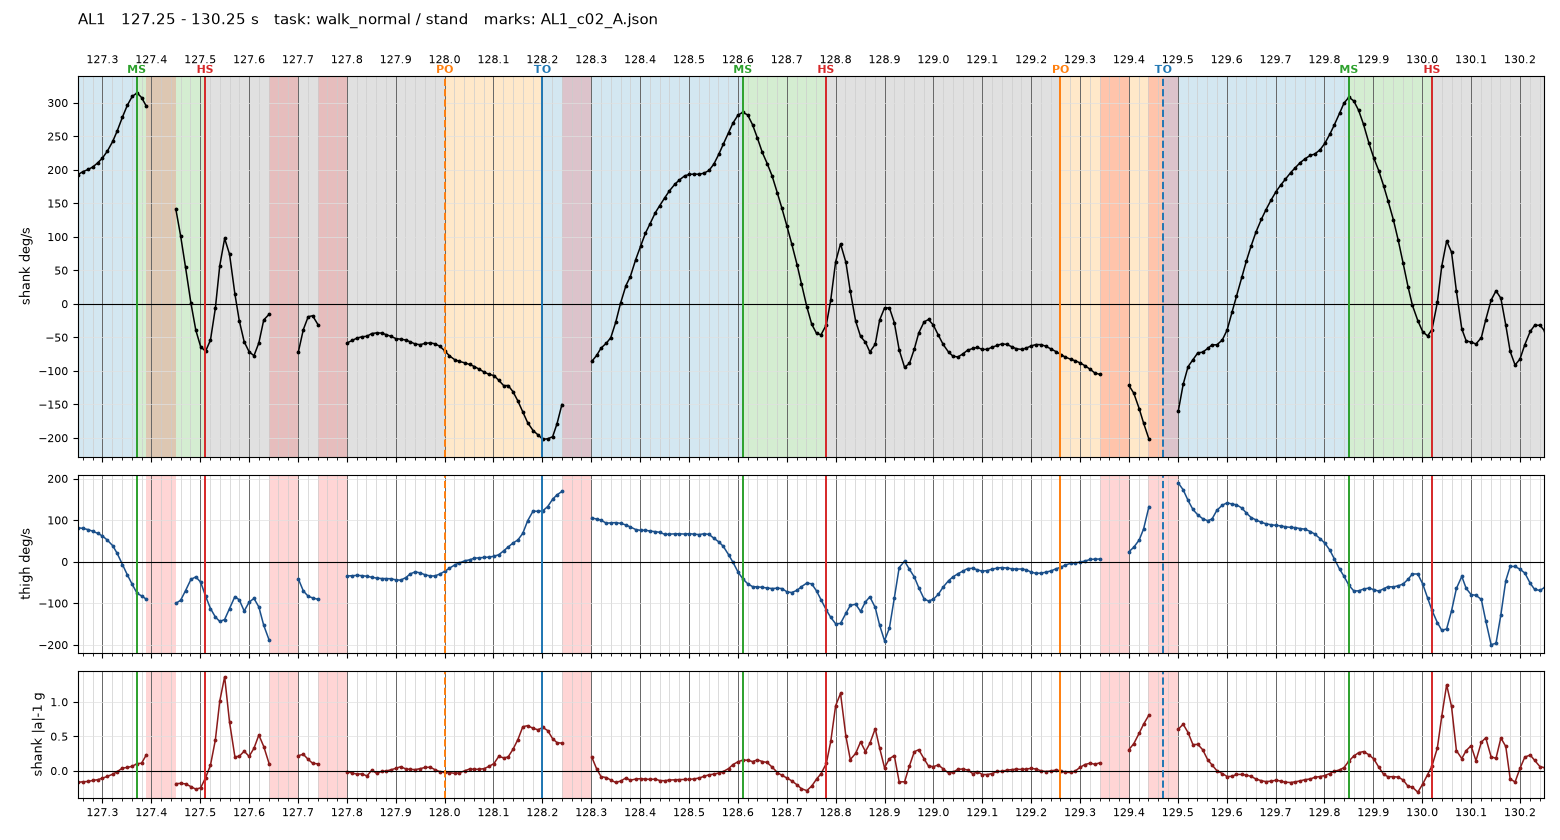 AL1 127.25 - 130.25 s task: walk_normal / stand marks: AL1_c02_A.json
127.3 127.4 127.5 127.6 127.7 127.8 127.9 128.0 128.1 128.2 128.3 128.4 128.5 128.6 128.7 128.8 128.9 129.0 129.1 129.2 129.3 129.4 129.5 129.6 129.7 129.8 129.9 130.0 130.1 130.2
MS HS PO TO MS HS PO TO MS HS
300
250
200
150
100
50
0
−50
−100
−150
−200
shank deg/s
200
100
0
−100
−200
thigh deg/s
1.0
0.5
0.0
shank |a|-1 g
127.3 127.4 127.5 127.6 127.7 127.8 127.9 128.0 128.1 128.2 128.3 128.4 128.5 128.6 128.7 128.8 128.9 129.0 129.1 129.2 129.3 129.4 129.5 129.6 129.7 129.8 129.9 130.0 130.1 130.2